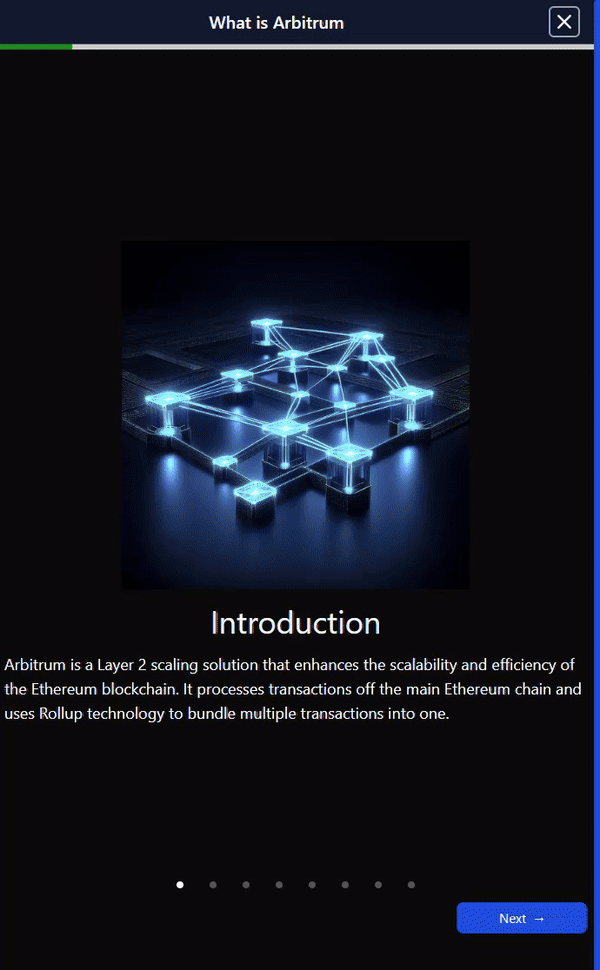 What is Arbitrum
Introduction
Arbitrum is a Layer 2 scaling solution that enhances the scalability and efficiency of
the Ethereum blockchain. It processes transactions off the main Ethereum chain and
uses Rollup technology to bundle multiple transactions into one.
Next →